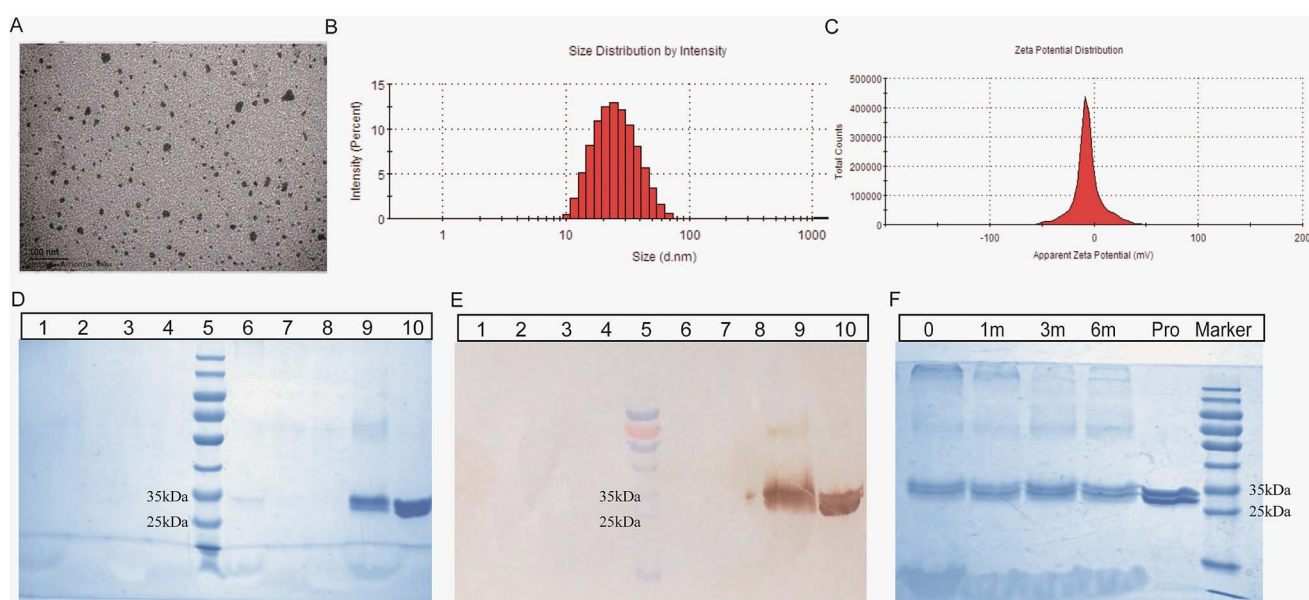 A
100 nm
B
Size Distribution by Intensity
Intensity (Percent)
15
10
5
0
1 10 100 1000
Size (d.nm)
C
Zeta Potential Distribution
Total Counts
500000
400000
300000
200000
100000
0
-100 0 100 200
Apparent Zeta Potential (mV)
D
1 2 3 4 5 6 7 8 9 10
35kDa
25kDa
E
1 2 3 4 5 6 7 8 9 10
35kDa
25kDa
F
0 1m 3m 6m Pro Marker
35kDa
25kDa